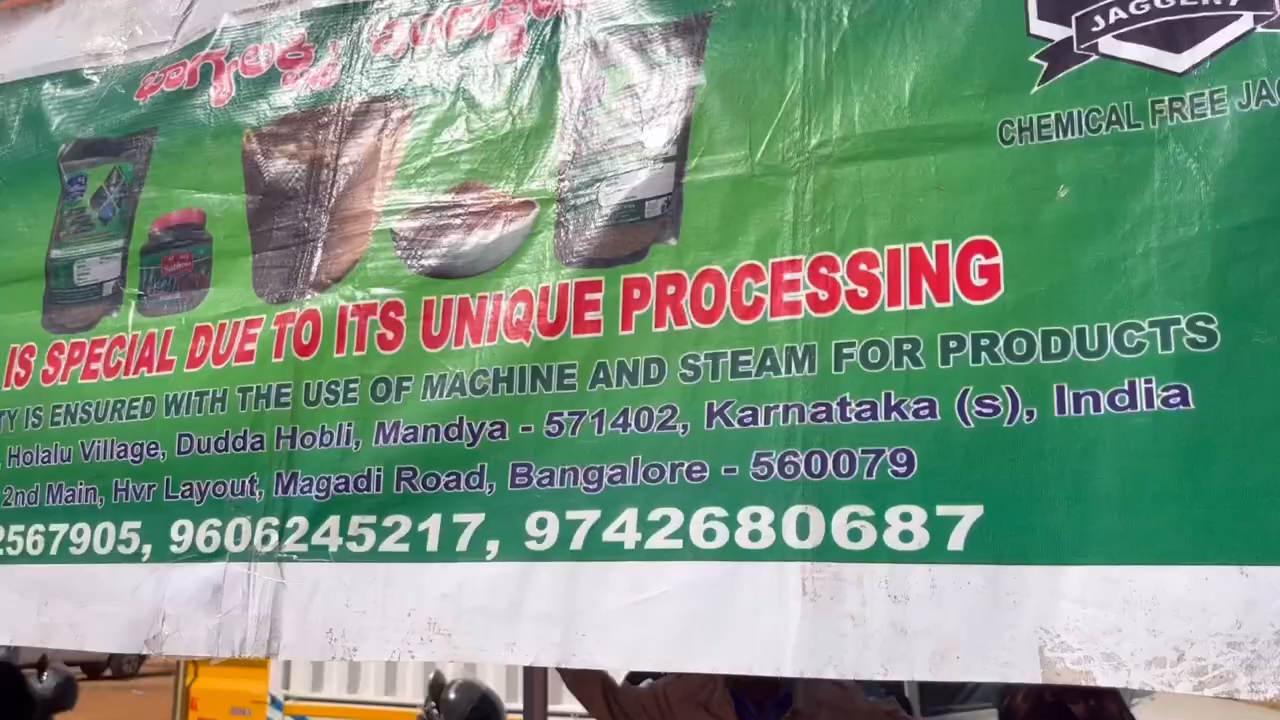 ಭಾಗ್ಯಲಕ್ಷ್ಮಿ
JAGGERY
CHEMICAL FREE
IS SPECIAL DUE TO ITS UNIQUE PROCESSING
IS ENSURED WITH THE USE OF MACHINE AND STEAM FOR PRODUCTS
Holalu Village, Dudda Hobli, Mandya - 571402, Karnataka (s), India
2nd Main, Hvr Layout, Magadi Road, Bangalore - 560079
2567905, 9606245217, 9742680687